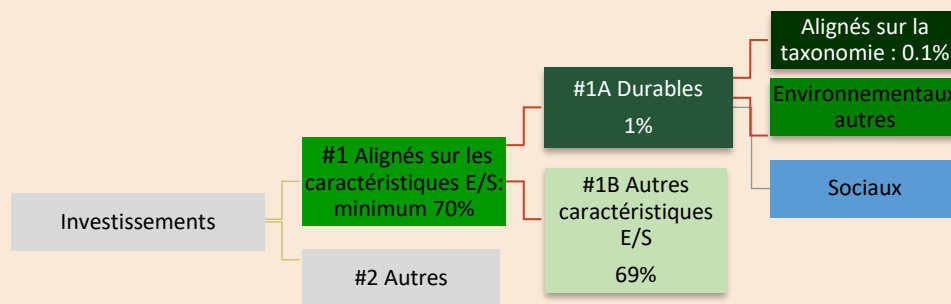 Investissements
#1 Alignés sur les
caractéristiques E/S:
minimum 70%
#2 Autres
#1A Durables
1%
#1B Autres
caractéristiques
E/S
69%
Alignés sur la
taxonomie : 0.1%
Environnementaux
autres
Sociaux